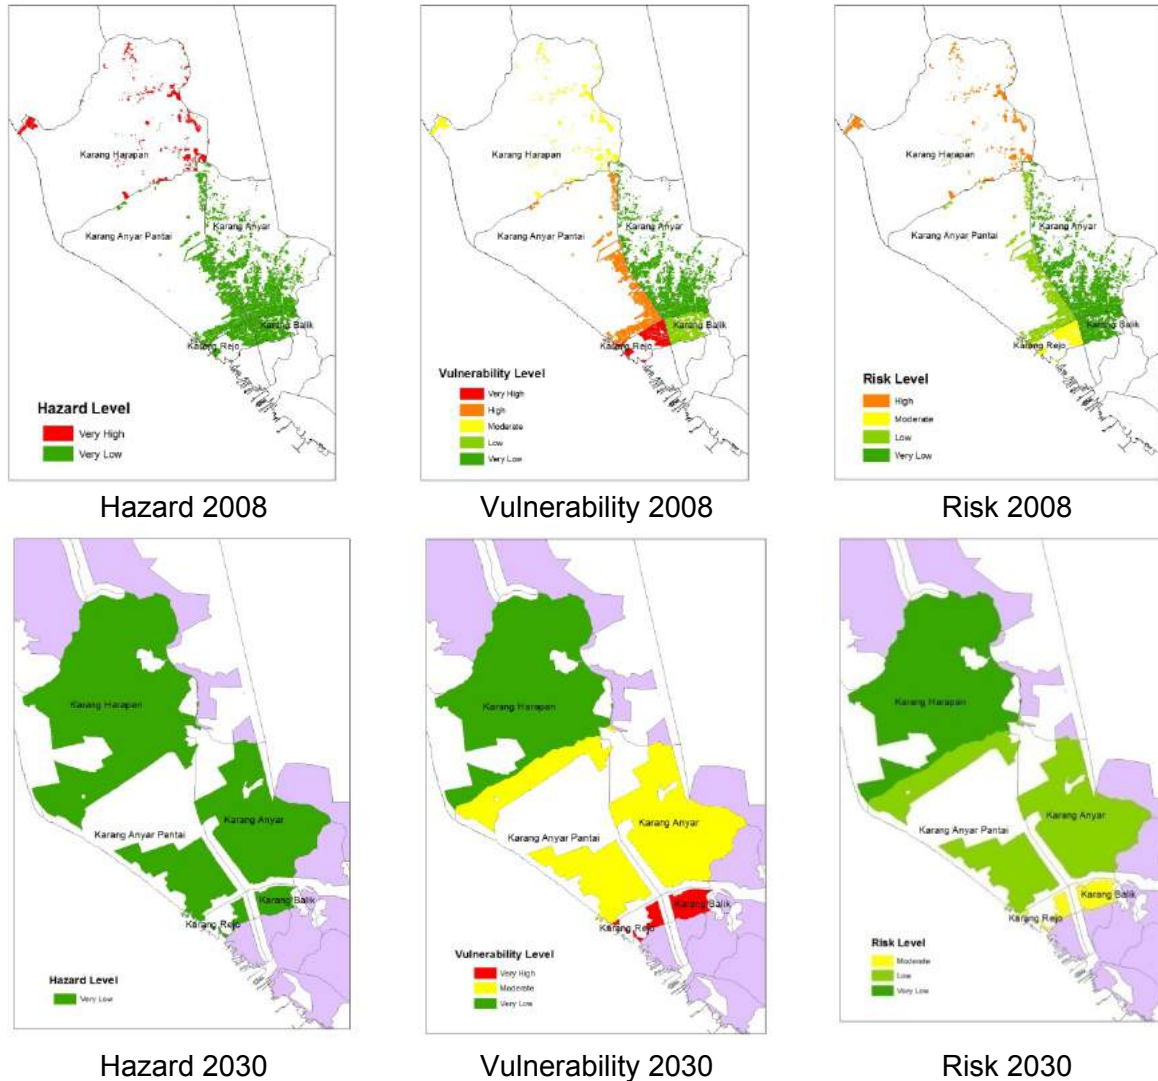 Karang Harapan
Karang Anyar Pantai
Karang Anyar
Karang Balik
Karang Rejo
Hazard Level
Very High
Very Low
Hazard 2008
Karang Harapan
Karang Anyar Pantai
Karang Anyar
Karang Balik
Karang Rejo
Vulnerability Level
Very High
High
Moderate
Low
Very Low
Vulnerability 2008
Karang Harapan
Karang Anyar Pantai
Karang Anyar
Karang Balik
Karang Rejo
Risk Level
High
Moderate
Low
Very Low
Risk 2008
Karang Harapan
Karang Anyar Pantai
Karang Anyar
Karang Balik
Karang Rejo
Hazard Level
Very Low
Hazard 2030
Karang Harapan
Karang Anyar Pantai
Karang Anyar
Karang Balik
Karang Rejo
Vulnerability Level
Very High
Moderate
Very Low
Vulnerability 2030
Karang Harapan
Karang Anyar Pantai
Karang Anyar
Karang Balik
Karang Rejo
Risk Level
Moderate
Low
Very Low
Risk 2030